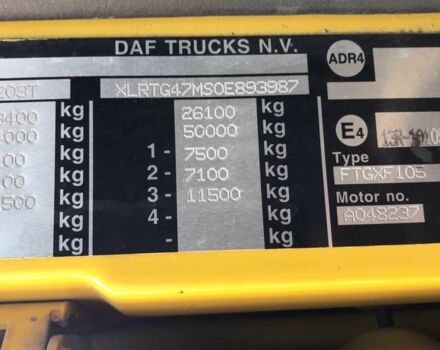 DAF TRUCKS N.V.
ADR4
XLRTG47MS0E893987
kg 26100 kg
kg 50000 kg
kg 1- 7500 kg
kg 2- 7100 kg
500 kg 3- 11500 kg
kg 4- kg
kg - kg
E4
Type
FTGXF105
Motor no.
A048237